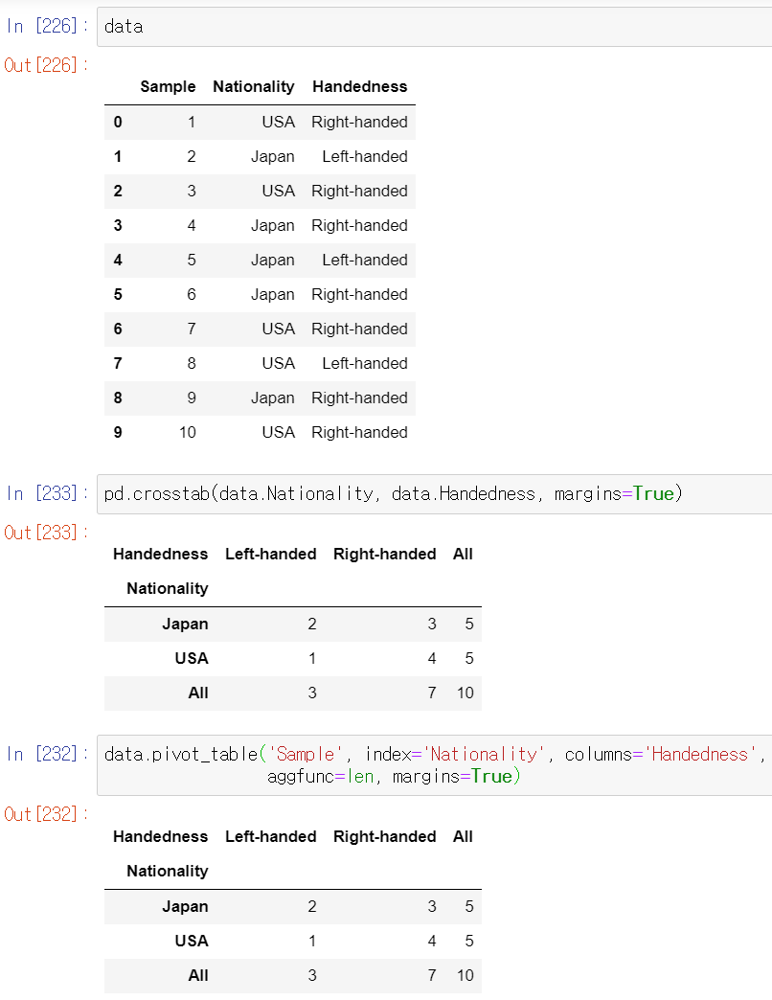 In [226]: data
Out[226]:
Sample Nationality Handedness
0 1 USA Right-handed
1 2 Japan Left-handed
2 3 USA Right-handed
3 4 Japan Right-handed
4 5 Japan Left-handed
5 6 Japan Right-handed
6 7 USA Right-handed
7 8 USA Left-handed
8 9 Japan Right-handed
9 10 USA Right-handed
In [233]: pd.crosstab(data.Nationality, data.Handedness, margins=True)
Out[233]:
Handedness Left-handed Right-handed All
Nationality
Japan 2 3 5
USA 1 4 5
All 3 7 10
In [232]: data.pivot_table('Sample', index='Nationality', columns='Handedness',
aggfunc=len, margins=True)
Out[232]:
Handedness Left-handed Right-handed All
Nationality
Japan 2 3 5
USA 1 4 5
All 3 7 10